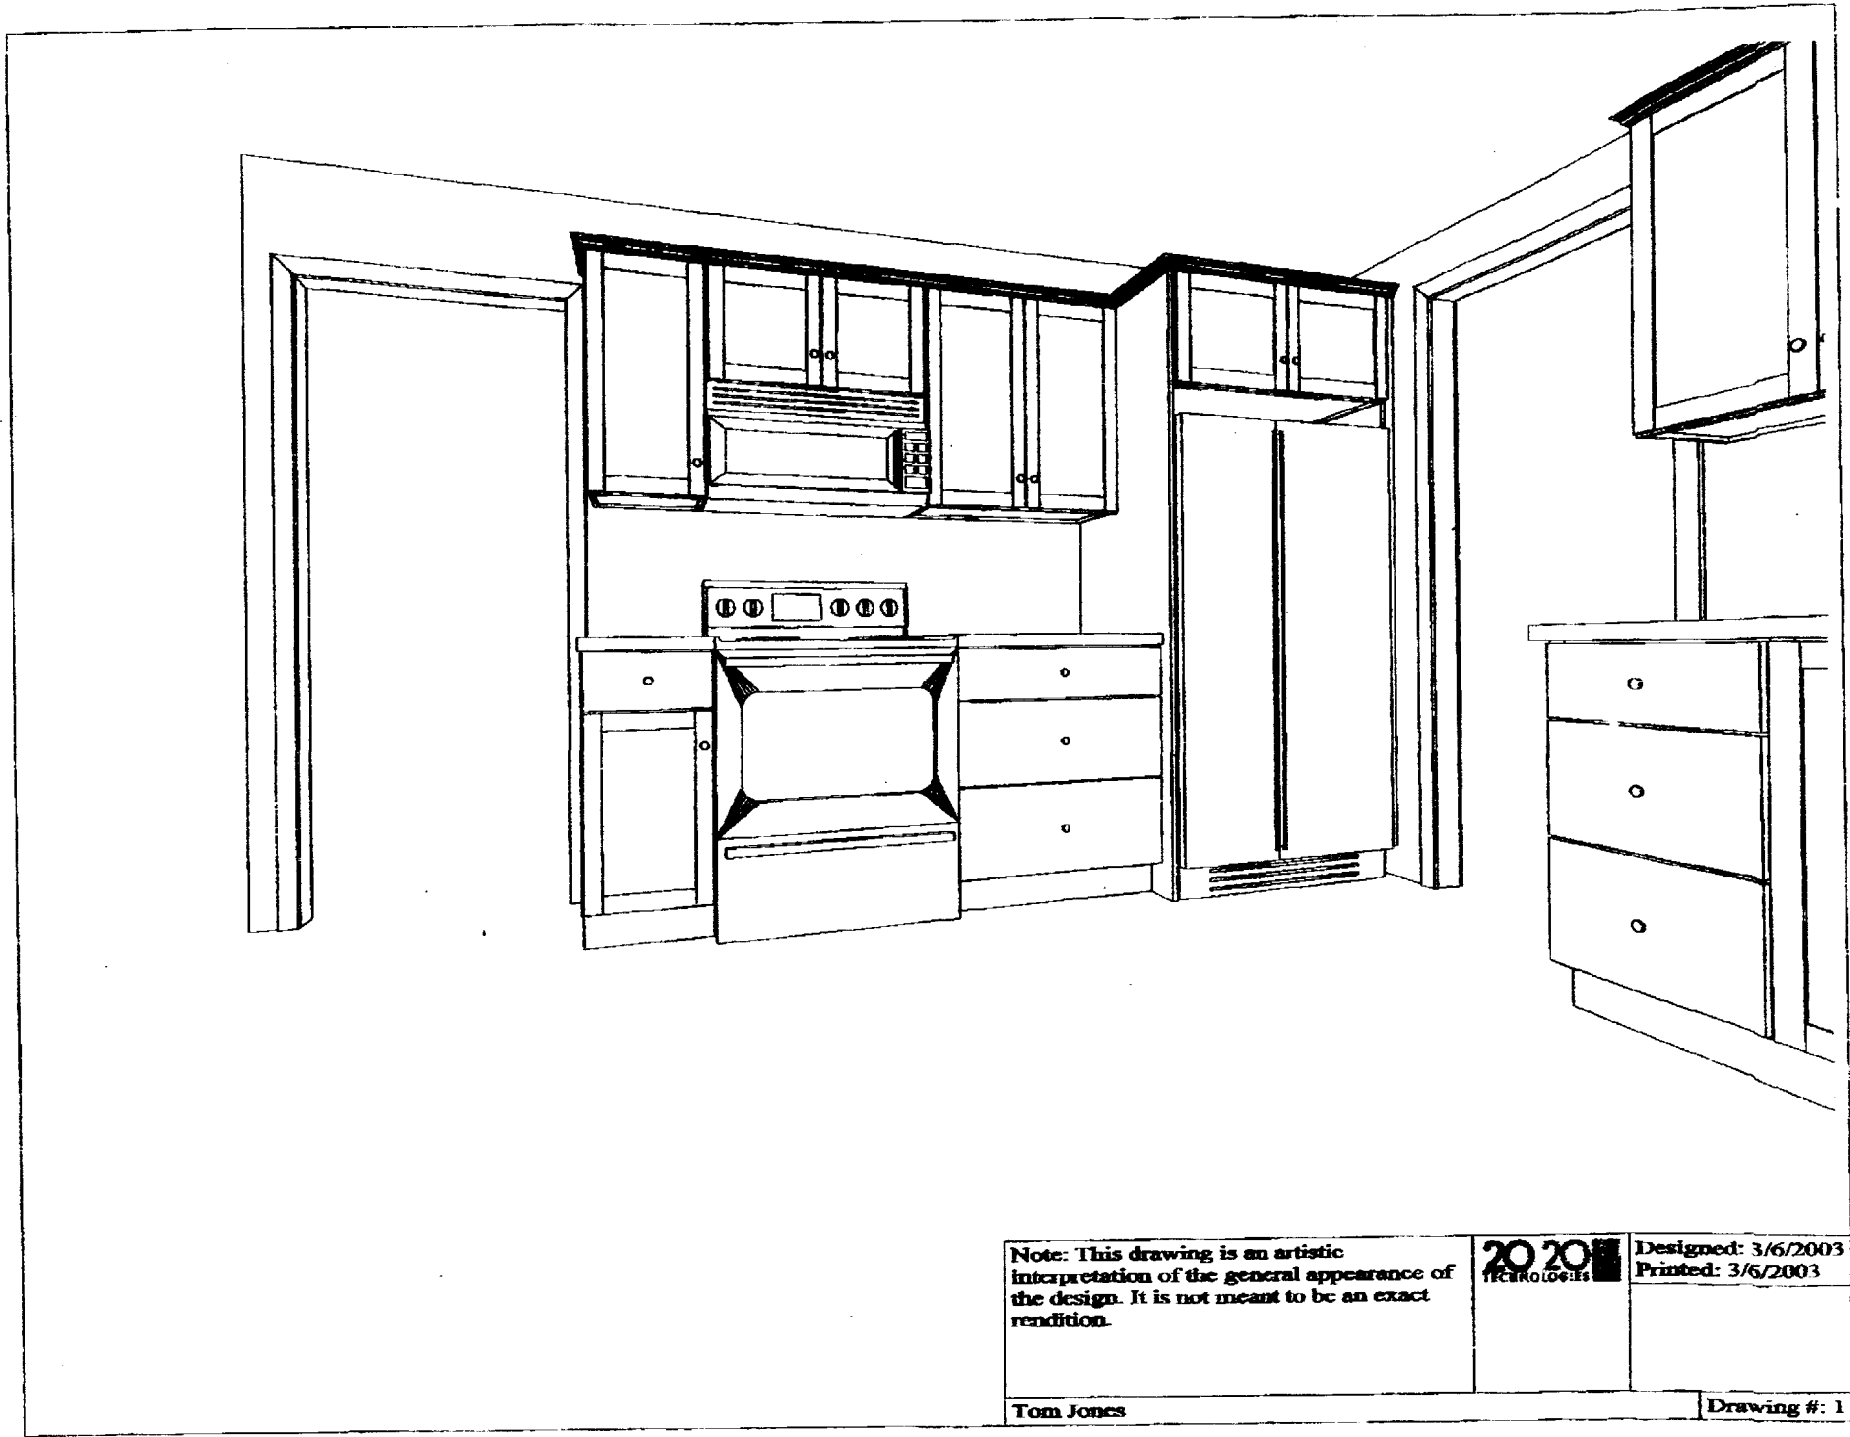 Note: This drawing is an artistic
interpretation of the general appearance of
the design. It is not meant to be an exact
rendition.
20 20
TECHNOLOGIES
Designed: 3/6/2003
Printed: 3/6/2003
Tom Jones
Drawing #: 1